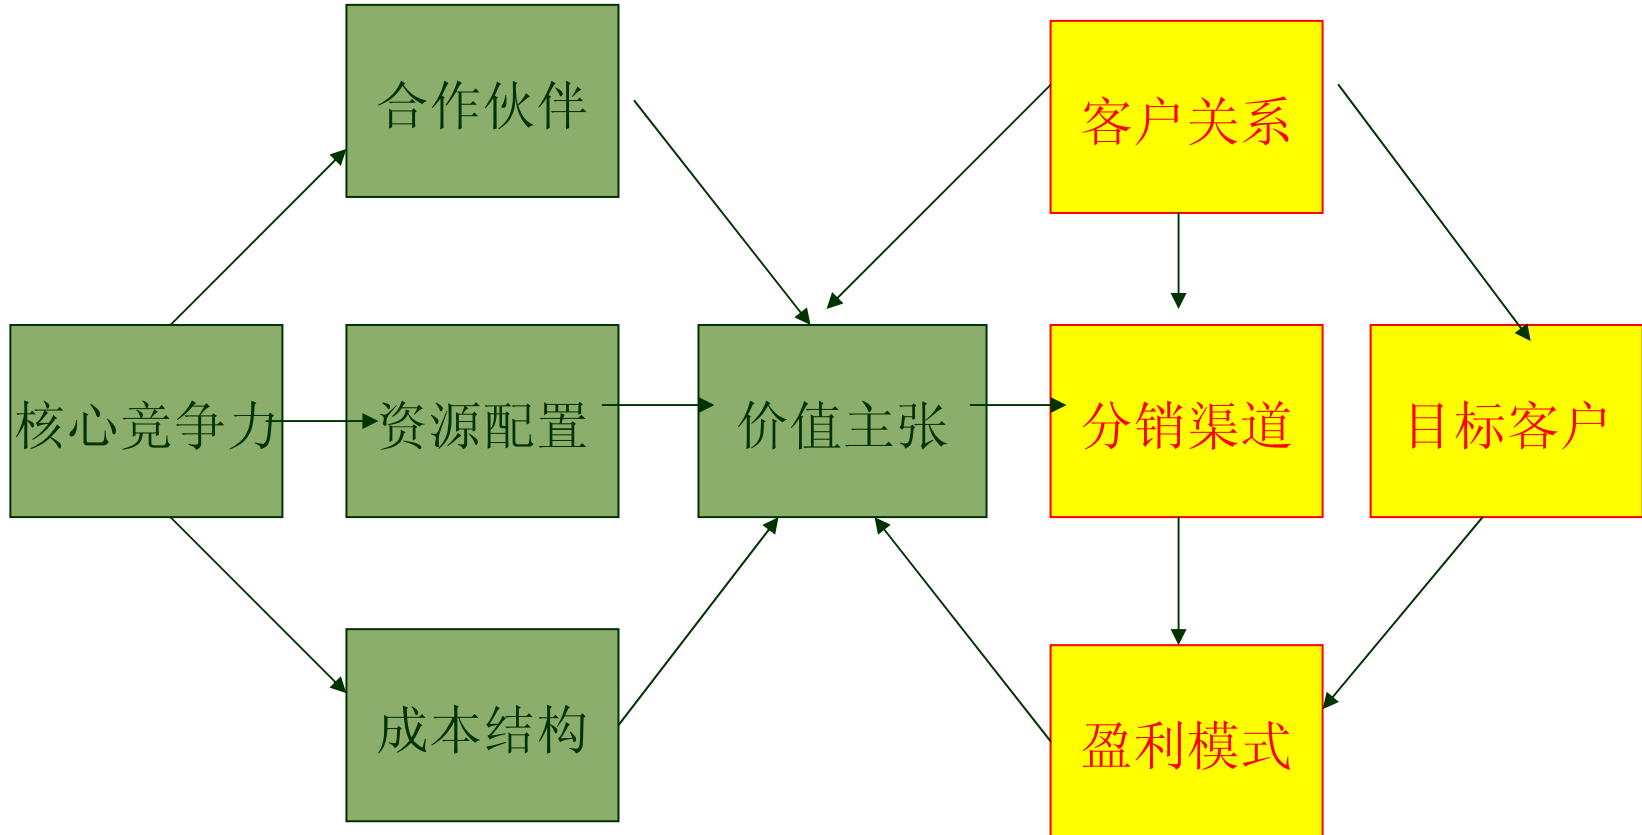 合作伙伴
客户关系
核心竞争力
资源配置
价值主张
分销渠道
目标客户
成本结构
盈利模式